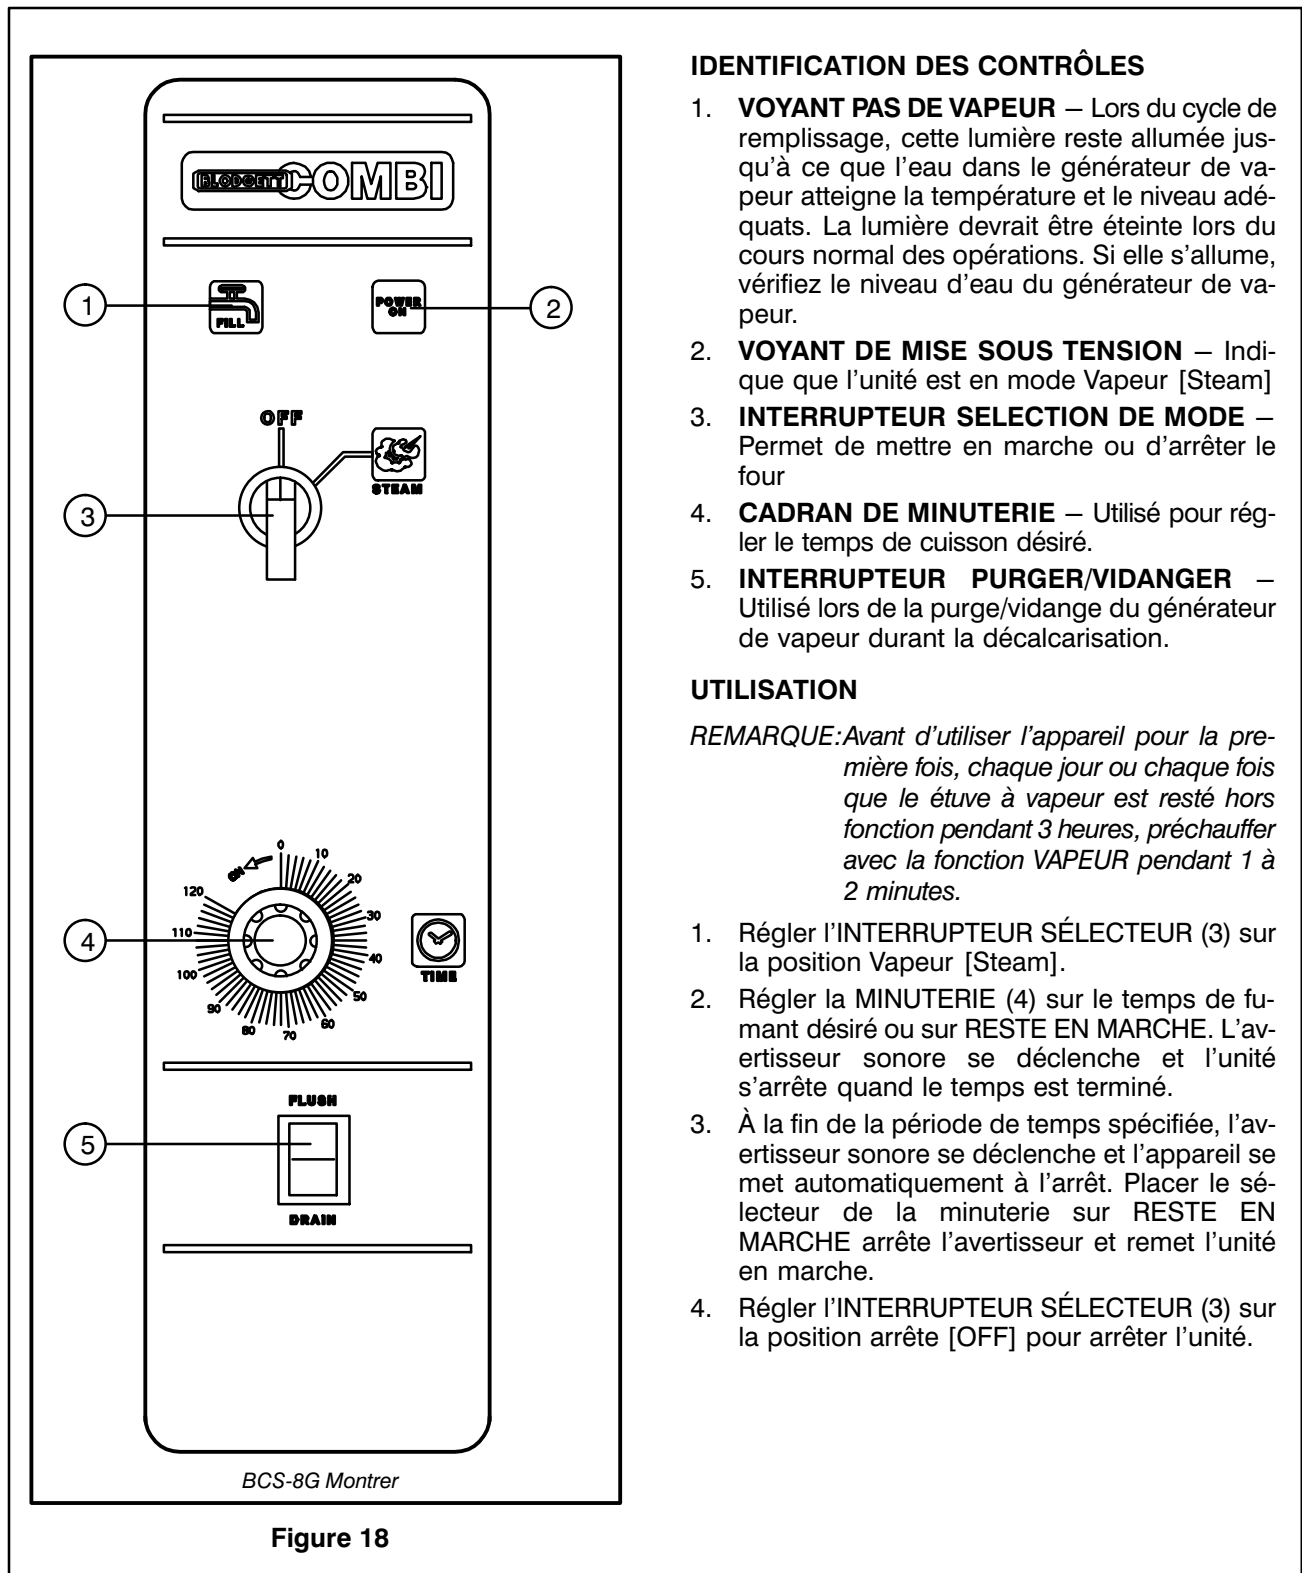 BLODGETT COMBI
1
FILL
POWER
ON
2
OFF
STEAM
3
ON
0
10
20
30
40
50
60
70
80
90
100
110
120
4
TIME
FLUSH
5
DRAIN
BCS-8G Montrer
Figure 18
IDENTIFICATION DES CONTRÔLES
1. VOYANT PAS DE VAPEUR – Lors du cycle de
remplissage, cette lumière reste allumée jus-
qu'à ce que l'eau dans le générateur de va-
peur atteigne la température et le niveau adé-
quats. La lumière devrait être éteinte lors du
cours normal des opérations. Si elle s'allume,
vérifiez le niveau d'eau du générateur de va-
peur.
2. VOYANT DE MISE SOUS TENSION – Indi-
que que l'unité est en mode Vapeur [Steam]
3. INTERRUPTEUR SELECTION DE MODE –
Permet de mettre en marche ou d'arrêter le
four
4. CADRAN DE MINUTERIE – Utilisé pour rég-
ler le temps de cuisson désiré.
5. INTERRUPTEUR PURGER/VIDANGER –
Utilisé lors de la purge/vidange du générateur
de vapeur durant la décalcarisation.
UTILISATION
REMARQUE:Avant d'utiliser l'appareil pour la pre-
mière fois, chaque jour ou chaque fois
que le étuve à vapeur est resté hors
fonction pendant 3 heures, préchauffer
avec la fonction VAPEUR pendant 1 à
2 minutes.
1. Régler l'INTERRUPTEUR SÉLECTEUR (3) sur
la position Vapeur [Steam].
2. Régler la MINUTERIE (4) sur le temps de fu-
mant désiré ou sur RESTE EN MARCHE. L'av-
ertisseur sonore se déclenche et l'unité
s'arrête quand le temps est terminé.
3. À la fin de la période de temps spécifiée, l'av-
ertisseur sonore se déclenche et l'appareil se
met automatiquement à l'arrêt. Placer le sé-
lecteur de la minuterie sur RESTE EN
MARCHE arrête l'avertisseur et remet l'unité
en marche.
4. Régler l'INTERRUPTEUR SÉLECTEUR (3) sur
la position arrête [OFF] pour arrêter l'unité.